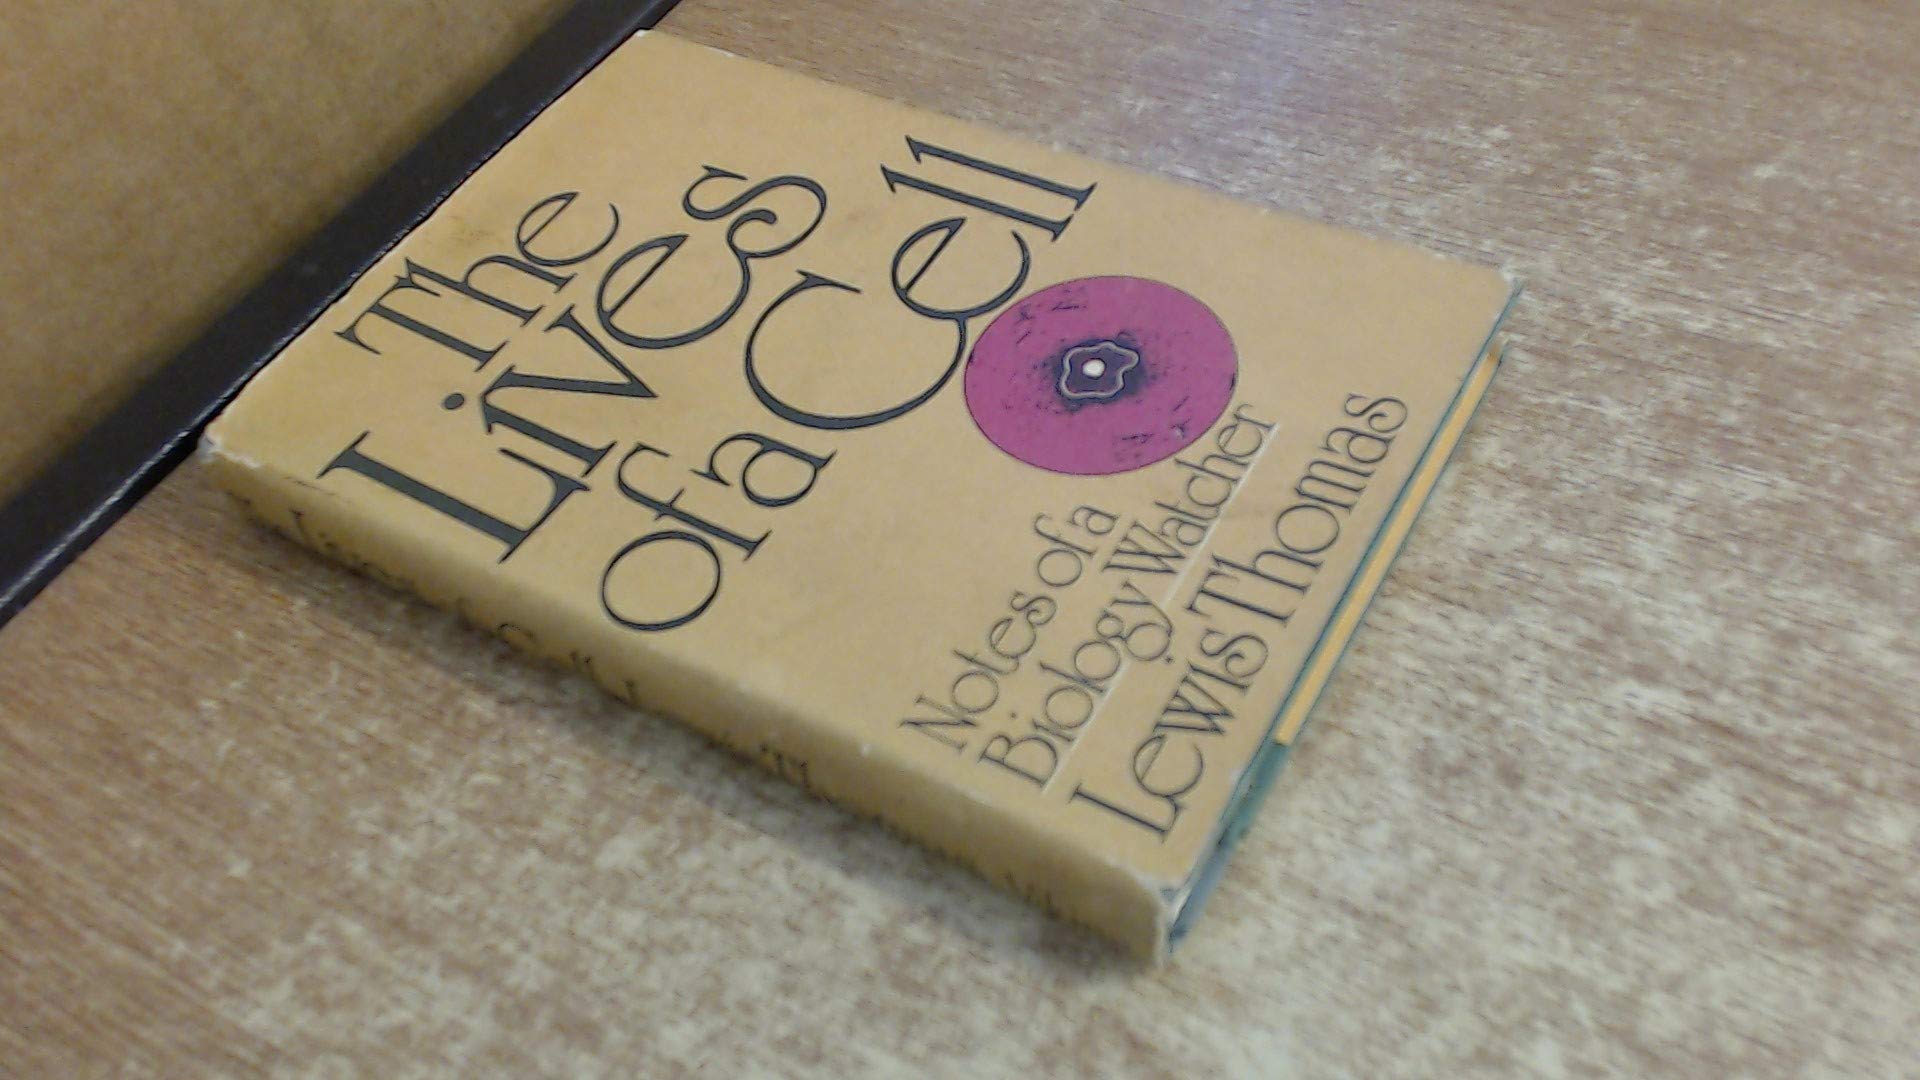 The
Lives
of a
Cell
Notes of a
Biology Watcher
Lewis Thomas